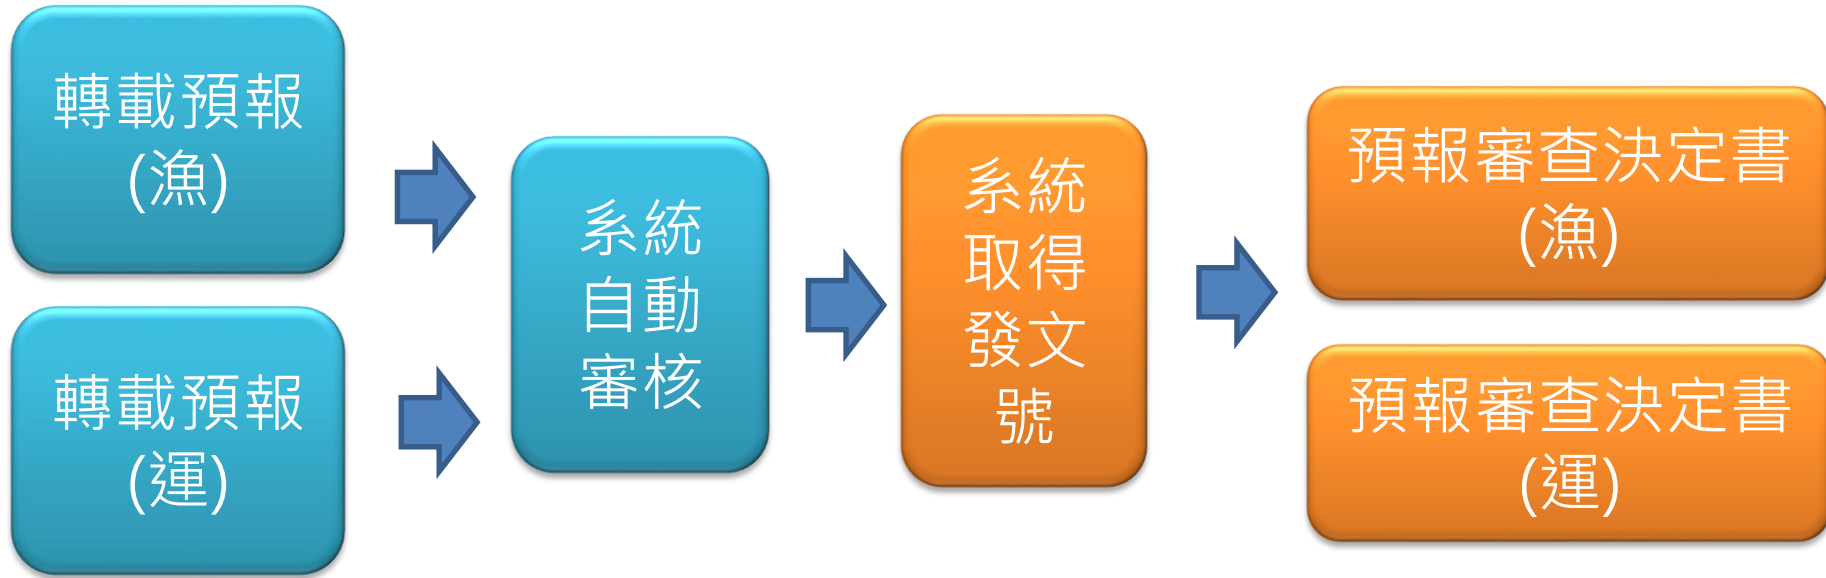 轉載預報
(漁)
轉載預報
(運)
系統
自動
審核
系統
取得
發文
號
預報審查決定書
(漁)
預報審查決定書
(運)